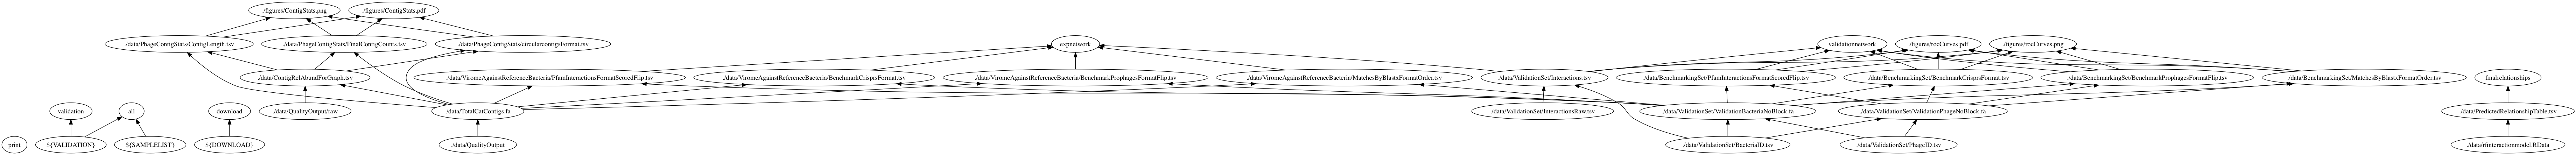 ./figures/ContigStats.png
./figures/ContigStats.pdf
./data/PhageContigStats/ContigLength.tsv
./data/PhageContigStats/FinalContigCounts.tsv
./data/PhageContigStats/circularcontigsFormat.tsv
expnetwork
validationnetwork
./figures/rocCurves.pdf
./figures/rocCurves.png
./data/ContigRelAbundForGraph.tsv
./data/ViromeAgainstReferenceBacteria/PfamInteractionsFormatScoredFlip.tsv
./data/ViromeAgainstReferenceBacteria/BenchmarkCrisprsFormat.tsv
./data/ViromeAgainstReferenceBacteria/BenchmarkProphagesFormatFlip.tsv
./data/ViromeAgainstReferenceBacteria/MatchesByBlastxFormatOrder.tsv
./data/ValidationSet/Interactions.tsv
./data/BenchmarkingSet/PfamInteractionsFormatScoredFlip.tsv
./data/BenchmarkingSet/BenchmarkCrisprsFormat.tsv
./data/BenchmarkingSet/BenchmarkProphagesFormatFlip.tsv
./data/BenchmarkingSet/MatchesByBlastxFormatOrder.tsv
finalrelationships
validation
all
download
./data/QualityOutput/raw
./data/TotalCatContigs.fa
./data/ValidationSet/InteractionsRaw.tsv
./data/ValidationSet/ValidationBacteriaNoBlock.fa
./data/ValidationSet/ValidationPhageNoBlock.fa
./data/PredictedRelationshipTable.tsv
print
${VALIDATION}
${SAMPLELIST}
${DOWNLOAD}
./data/QualityOutput
./data/ValidationSet/BacteriaID.tsv
./data/ValidationSet/PhageID.tsv
./data/rfinteractionmodel.RData